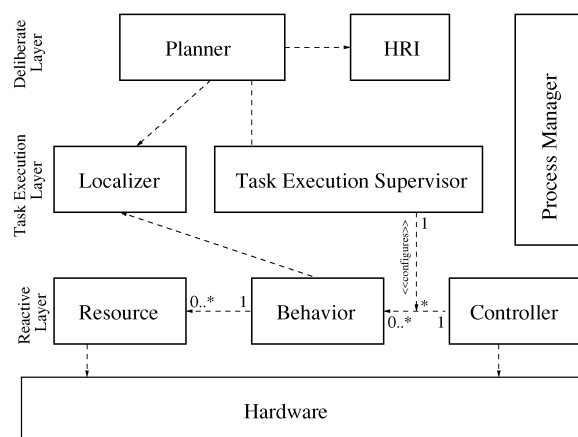 Deliberate
Layer
Planner
HRI
Process Manager
Task Execution
Layer
Localizer
Task Execution Supervisor
<<configures>>
1
Reactive
Layer
Resource
0..*
1
Behavior
0..*
*
1
Controller
Hardware